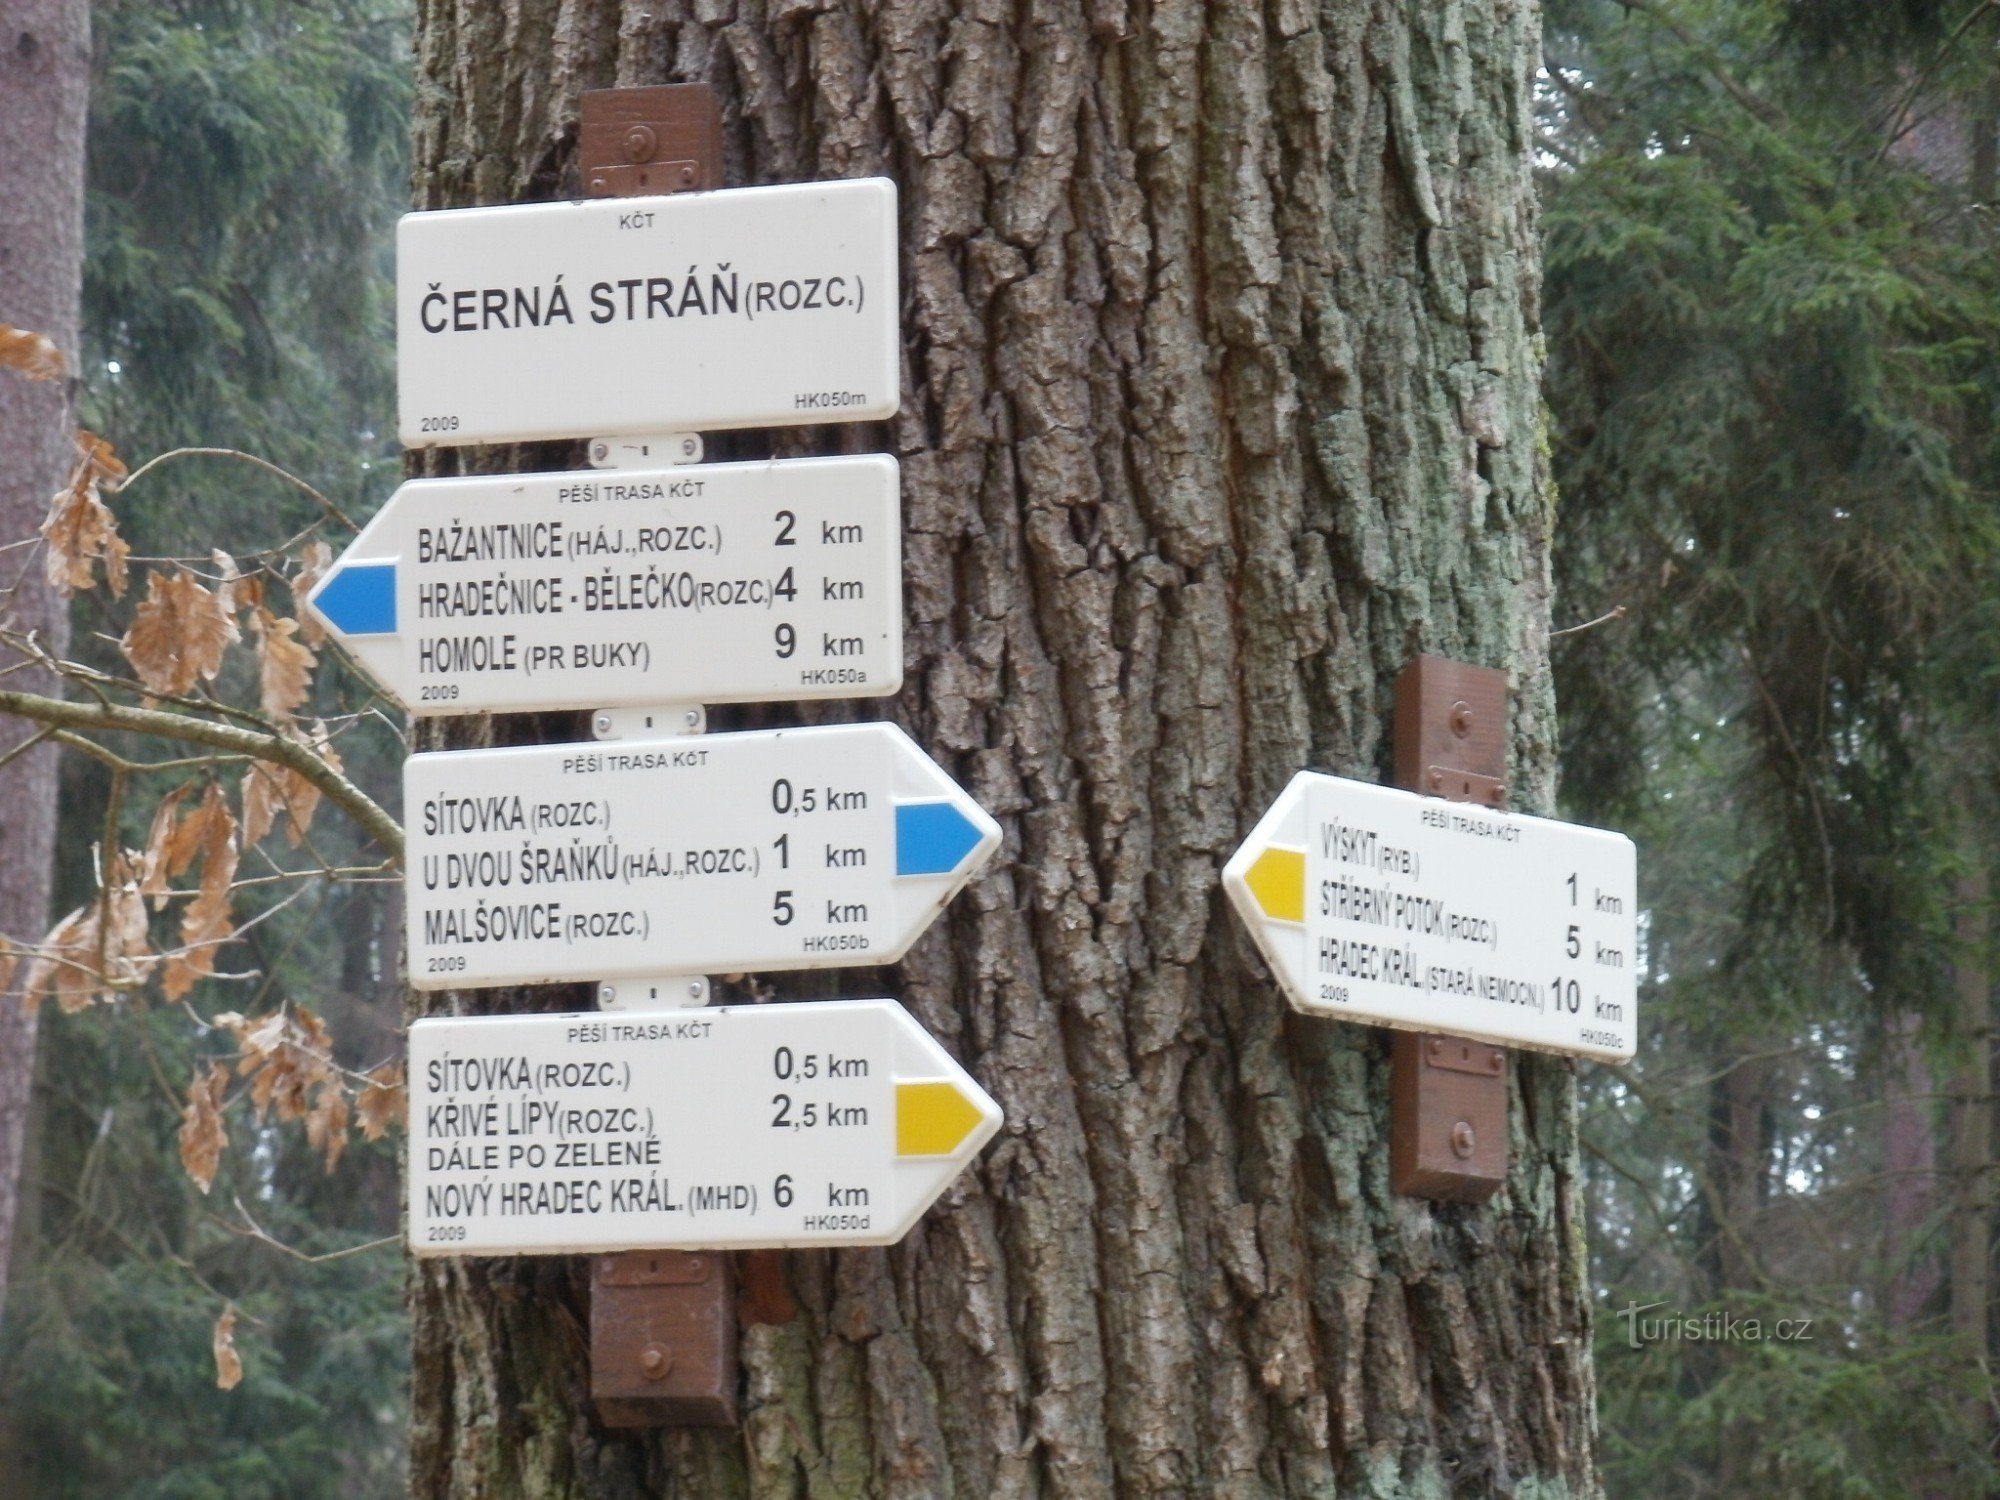 KČT
ČERNÁ STRÁŇ (ROZC.)
2009 HK050m
PĚŠÍ TRASA KČT
BAŽANTNICE (HÁJ.,ROZC.) 2 km
HRADEČNICE - BĚLEČKO (ROZC.) 4 km
HOMOLE (PR BUKY) 9 km
2009 HK050a
PĚŠÍ TRASA KČT
SÍTOVKA (ROZC.) 0,5 km
U DVOU ŠRAŇKŮ (HÁJ.,ROZC.) 1 km
MALŠOVICE (ROZC.) 5 km
2009 HK050b
PĚŠÍ TRASA KČT
SÍTOVKA (ROZC.) 0,5 km
KŘIVÉ LÍPY (ROZC.) 2,5 km
DÁLE PO ZELENÉ
NOVÝ HRADEC KRÁL. (MHD) 6 km
2009 HK050d
PĚŠÍ TRASA KČT
VÝSKYT (RYB.) 1 km
STŘÍBRNÝ POTOK (ROZC.) 5 km
HRADEC KRÁL. (STARÁ NEMOCN.) 10 km
2009 HK050c
Turistika.cz